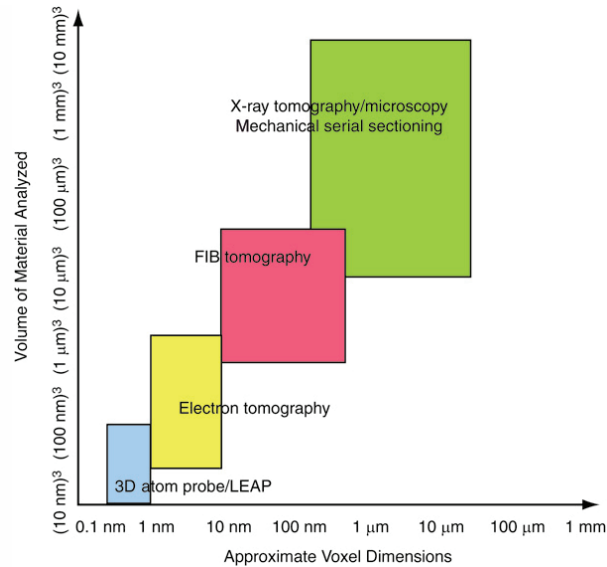 Volume of Material Analyzed
(10 mm)³
(1 mm)³
(100 μm)³
(10 μm)³
(1 μm)³
(100 nm)³
(10 nm)³
X-ray tomography/microscopy
Mechanical serial sectioning
FIB tomography
Electron tomography
3D atom probe/LEAP
0.1 nm 1 nm 10 nm 100 nm 1 μm 10 μm 100 μm 1 mm
Approximate Voxel Dimensions